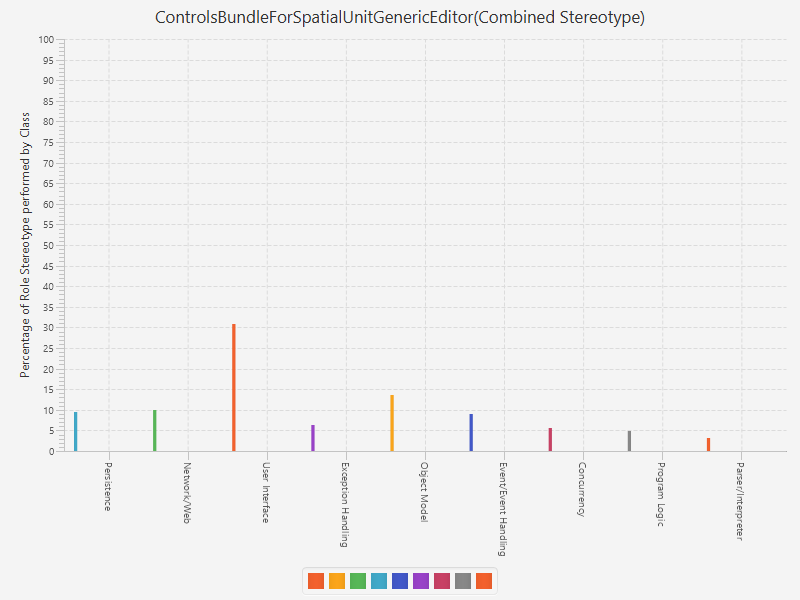 ControlsBundleForSpatialUnitGenericEditor(Combined Stereotype)
Percentage of Role Stereotype performed by Class
100
95
90
85
80
75
70
65
60
55
50
45
40
35
30
25
20
15
10
5
0
Persistence
Network/Web
User Interface
Exception Handling
Object Model
Event/Event Handling
Concurrency
Program Logic
Parser/Interpreter